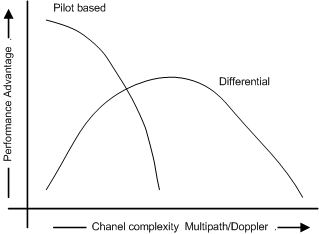 Pilot based
Differential
Performance Advantage
Chanel complexity Multipath/Doppler